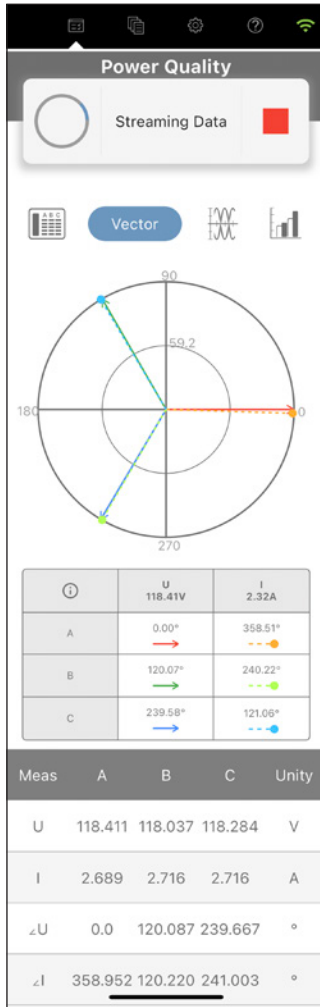 Power Quality
Streaming Data
A B C
Vector
90
59.2
180
0
270
U I
118.41V 2.32A
A 0.00° 358.51°
B 120.07° 240.22°
C 239.58° 121.06°
Meas A B C Unity
U 118.411 118.037 118.284 V
I 2.689 2.716 2.716 A
∠U 0.0 120.087 239.667 °
∠I 358.952 120.220 241.003 °